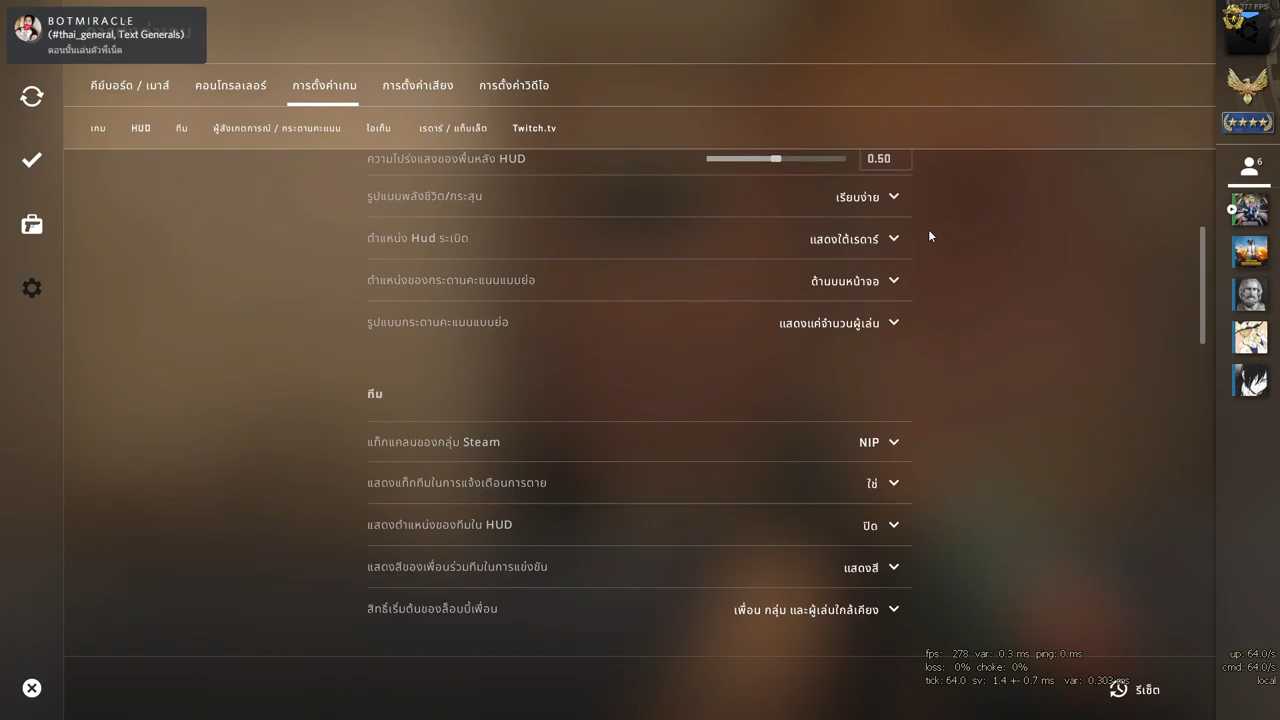 BOTMIRACLE
(#thai_general, Text Generals)
ตอนนั้นเล่นตัวพี่เน็ต
277 FPS
คีย์บอร์ด / เมาส์
คอนโทรลเลอร์
การตั้งค่าเกม
การตั้งค่าเสียง
การตั้งค่าวิดีโอ
เกม
HUD
ทีม
ผู้สังเกตการณ์ / กระดานคะแนน
ไอเท็ม
เรดาร์ / แท็บเล็ต
Twitch.tv
6
ความโปร่งแสงของพื้นหลัง HUD 0.50
รูปแบบพลังชีวิต/กระสุน เรียบง่าย
ตำแหน่ง Hud ระเบิด แสดงใต้เรดาร์
ตำแหน่งของกระดานคะแนนแบบย่อ ด้านบนหน้าจอ
รูปแบบกระดานคะแนนแบบย่อ แสดงแค่จำนวนผู้เล่น
ทีม
แท็กแคลนของกลุ่ม Steam NIP
แสดงแท็กทีมในการแจ้งเตือนการตาย ใช่
แสดงตำแหน่งของทีมใน HUD ปิด
แสดงสีของเพื่อนร่วมทีมในการแข่งขัน แสดงสี
สิทธิ์เริ่มต้นของล็อบบี้เพื่อน เพื่อน กลุ่ม และผู้เล่นใกล้เคียง
fps: 278 var: 0.3 ms ping: 0 ms up: 64.0/s
loss: 0% choke: 0% cmd: 64.0/s
tick: 64.0 sv: 1.4 +- 0.7 ms var: 0.303 ms local
รีเซ็ต